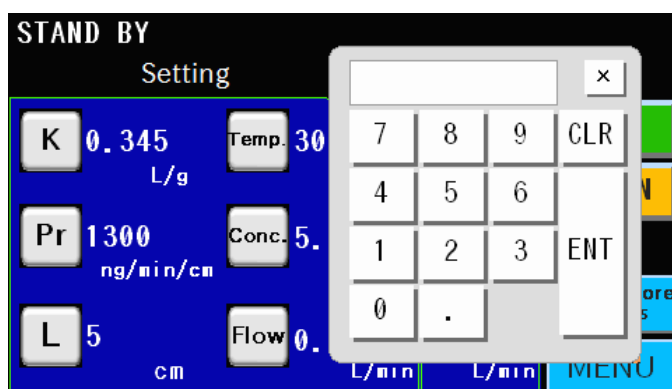 STAND BY
Setting
×
K 0.345 Temp. 30 7 8 9 CLR
L/g
4 5 6 N
Pr 1300 Conc. 5. 1 2 3 ENT
ng/min/cm
ore
0 . s
L 5 Flow 0.
cm L/min L/min MENU